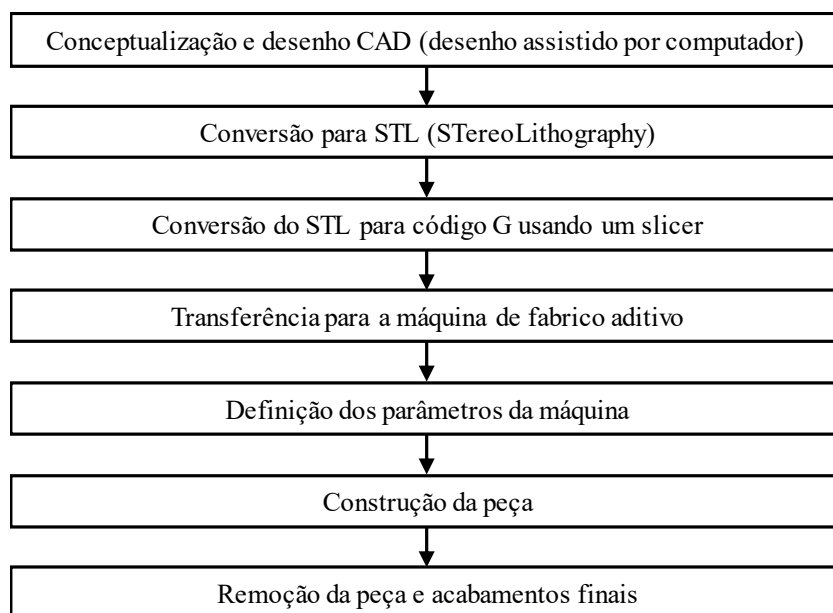 Conceptualização e desenho CAD (desenho assistido por computador)
Conversão para STL (STereoLithography)
Conversão do STL para código G usando um slicer
Transferência para a máquina de fabrico aditivo
Definição dos parâmetros da máquina
Construção da peça
Remoção da peça e acabamentos finais